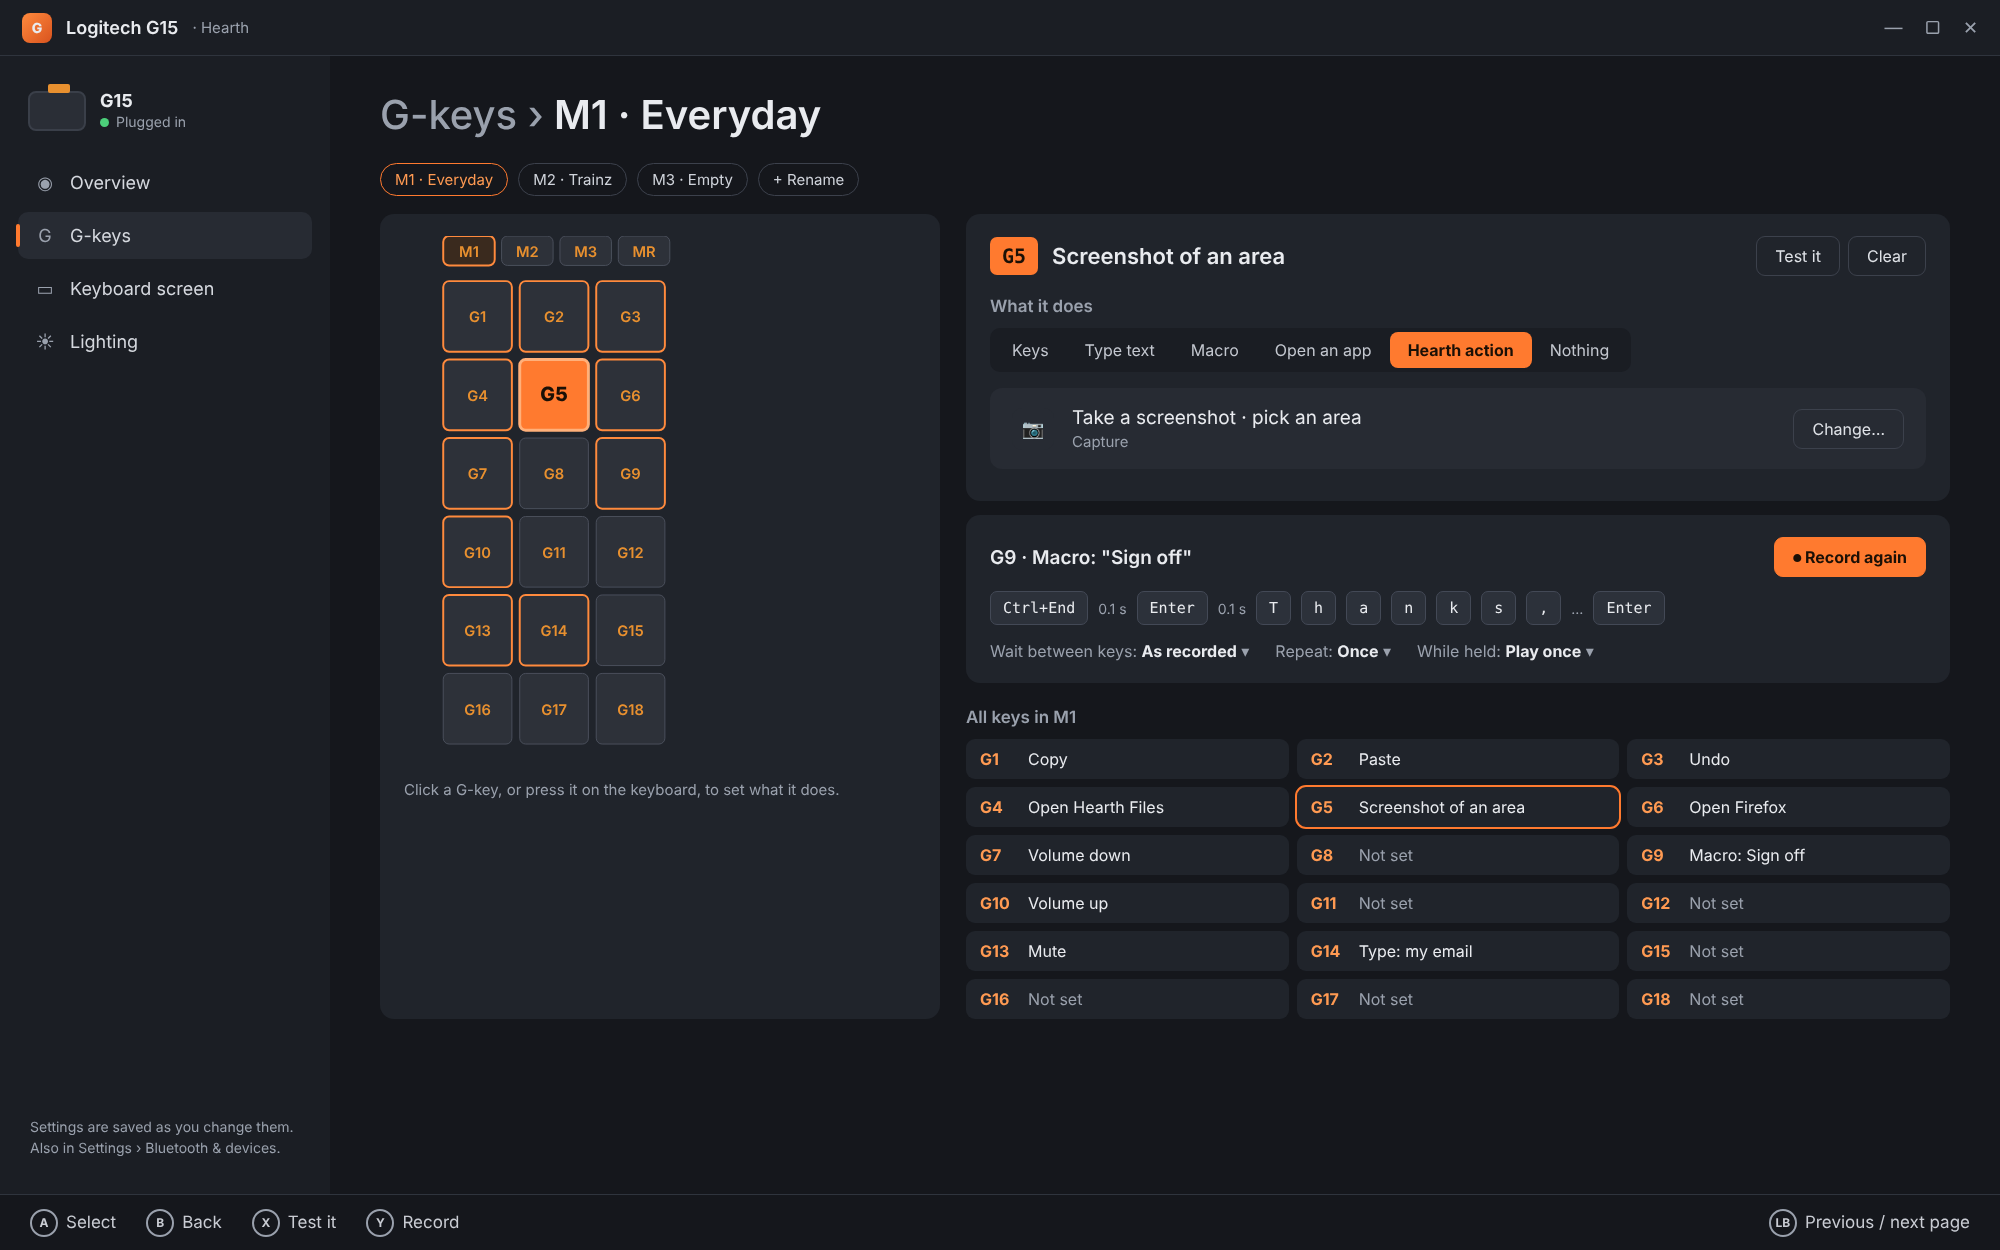 G Logitech G15 · Hearth
G15
Plugged in
Overview
G G-keys
Keyboard screen
Lighting
Settings are saved as you change them.
Also in Settings › Bluetooth & devices.
G-keys › M1 · Everyday
M1 · Everyday M2 · Trainz M3 · Empty + Rename
M1 M2 M3 MR
G1 G2 G3
G4 G5 G6
G7 G8 G9
G10 G11 G12
G13 G14 G15
G16 G17 G18
Click a G-key, or press it on the keyboard, to set what it does.
G5 Screenshot of an area Test it Clear
What it does
Keys Type text Macro Open an app Hearth action Nothing
Take a screenshot · pick an area
Capture
Change...
G9 · Macro: "Sign off" Record again
Ctrl+End 0.1 s Enter 0.1 s T h a n k s , ... Enter
Wait between keys: As recorded ▾ Repeat: Once ▾ While held: Play once ▾
All keys in M1
G1 Copy G2 Paste G3 Undo
G4 Open Hearth Files G5 Screenshot of an area G6 Open Firefox
G7 Volume down G8 Not set G9 Macro: Sign off
G10 Volume up G11 Not set G12 Not set
G13 Mute G14 Type: my email G15 Not set
G16 Not set G17 Not set G18 Not set
A Select B Back X Test it Y Record LB Previous / next page